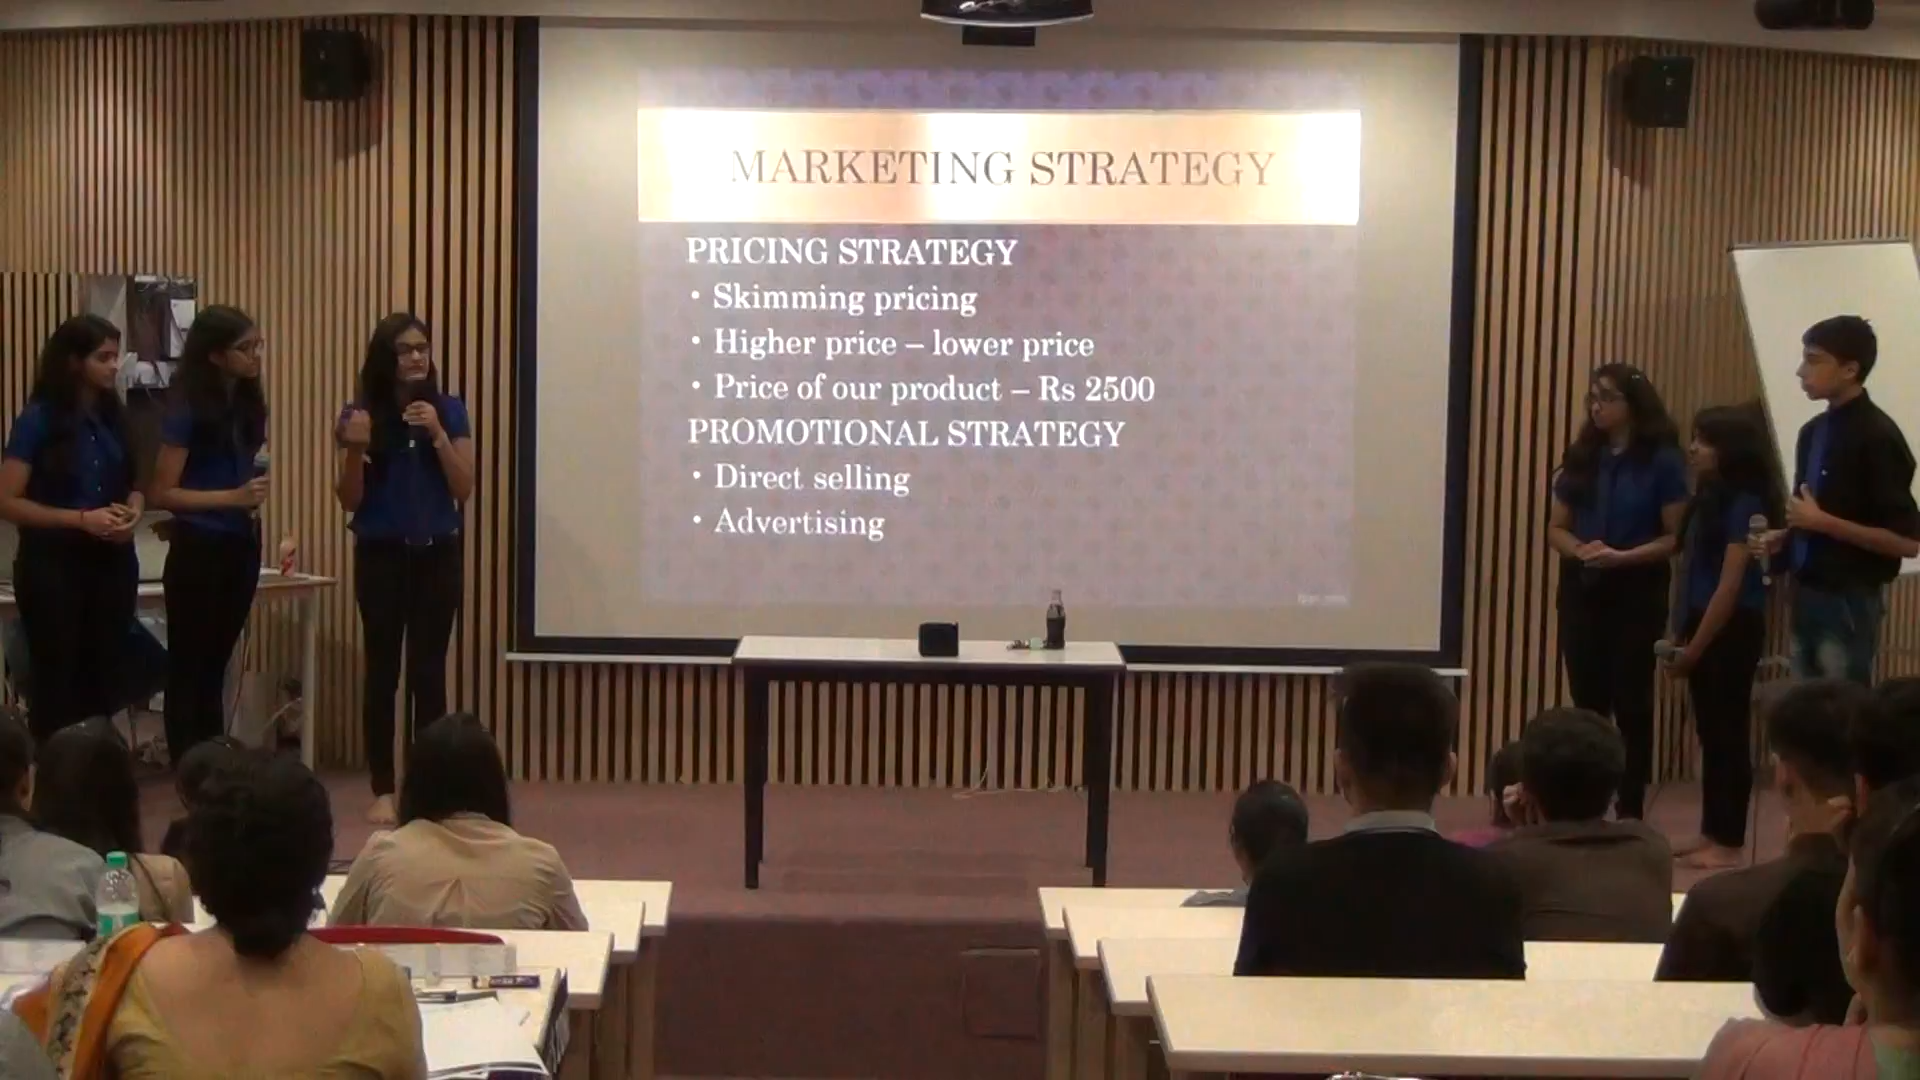 MARKETING STRATEGY
PRICING STRATEGY
• Skimming pricing
• Higher price – lower price
• Price of our product – Rs 2500
PROMOTIONAL STRATEGY
• Direct selling
• Advertising